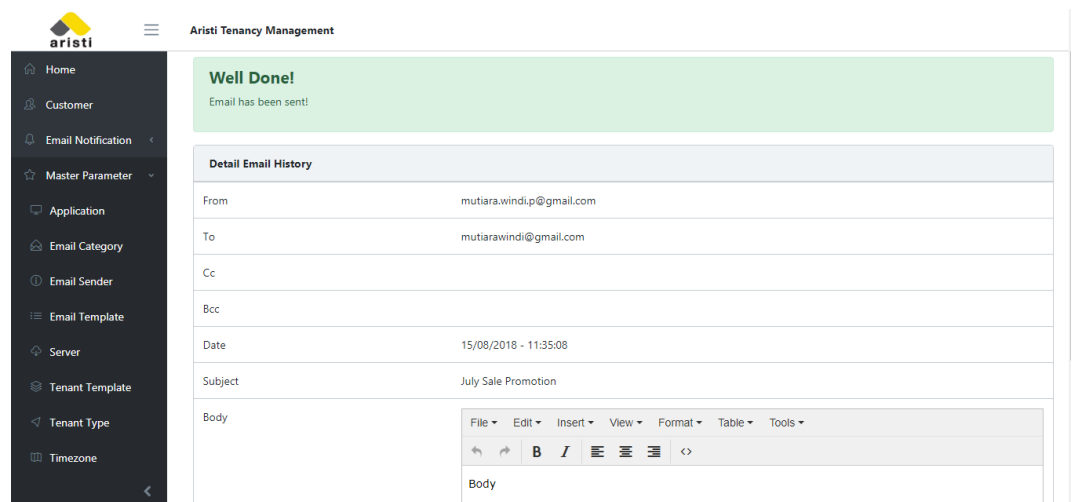 aristi
Aristi Tenancy Management
Home
Customer
Email Notification
Master Parameter
Application
Email Category
Email Sender
Email Template
Server
Tenant Template
Tenant Type
Timezone
Well Done!
Email has been sent!
Detail Email History
From mutiara.windi.p@gmail.com
To mutiarawindi@gmail.com
Cc
Bcc
Date 15/08/2018 - 11:35:08
Subject July Sale Promotion
Body
File Edit Insert View Format Table Tools
B I
Body